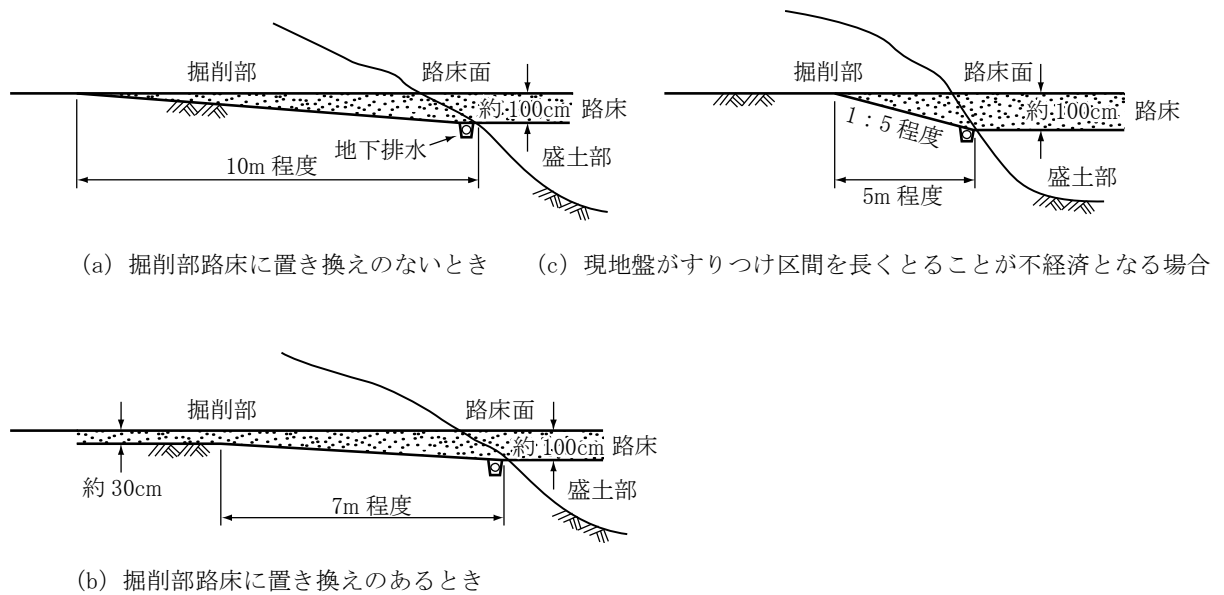 掘削部
路床面
約100cm
路床
地下排水
盛土部
10m 程度
(a) 掘削部路床に置き換えのないとき
掘削部
路床面
約100cm
路床
1：5 程度
盛土部
5m 程度
(c) 現地盤がすりつけ区間を長くとることが不経済となる場合
掘削部
路床面
約100cm
路床
約 30cm
盛土部
7m 程度
(b) 掘削部路床に置き換えのあるとき